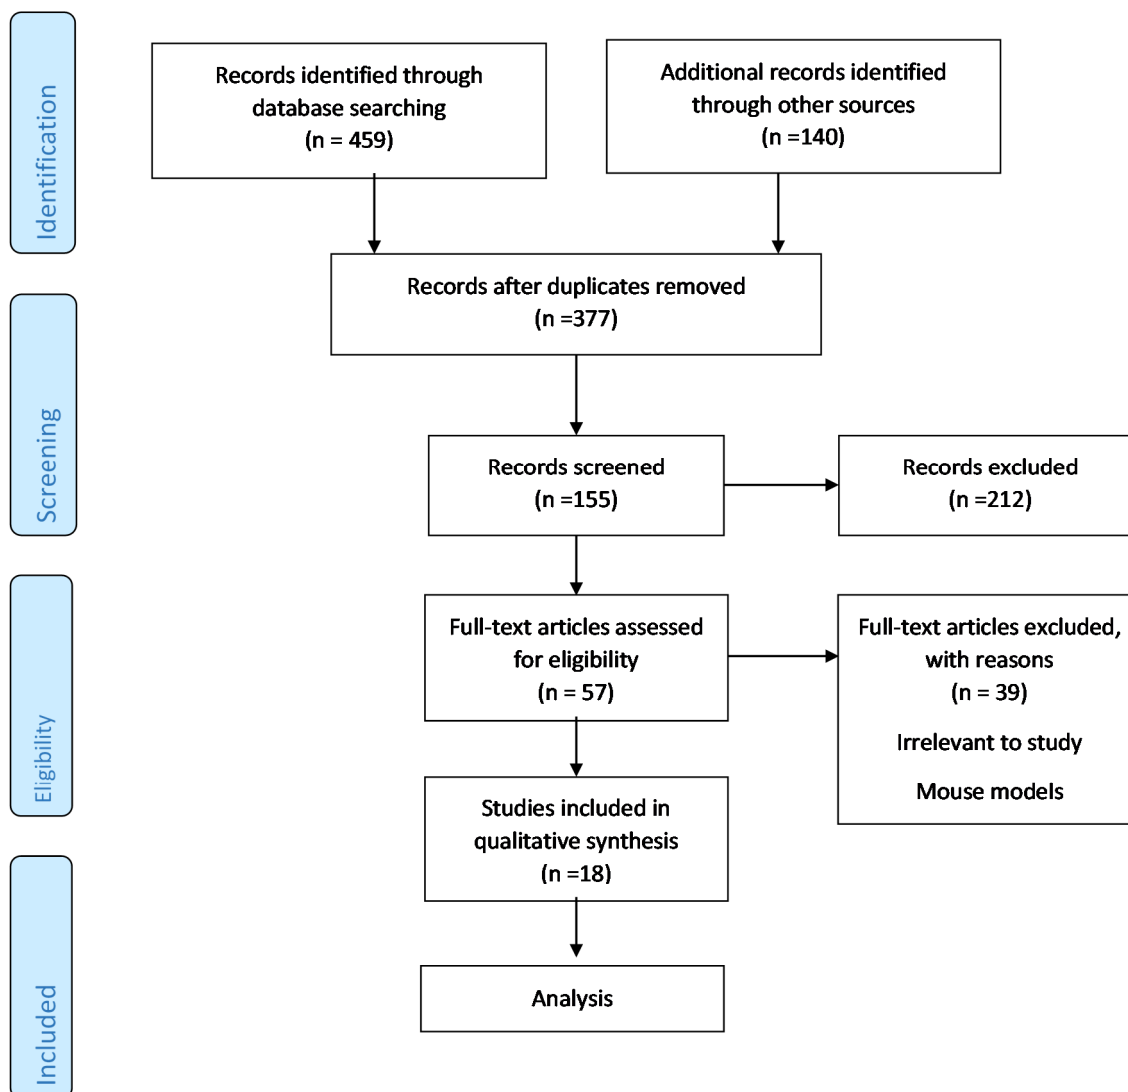 Identification
Records identified through
database searching
(n = 459)
Additional records identified
through other sources
(n =140)
Records after duplicates removed
(n =377)
Screening
Records screened
(n =155)
Records excluded
(n =212)
Eligibility
Full-text articles assessed
for eligibility
(n = 57)
Full-text articles excluded,
with reasons
(n = 39)
Irrelevant to study
Mouse models
Studies included in
qualitative synthesis
(n =18)
Included
Analysis